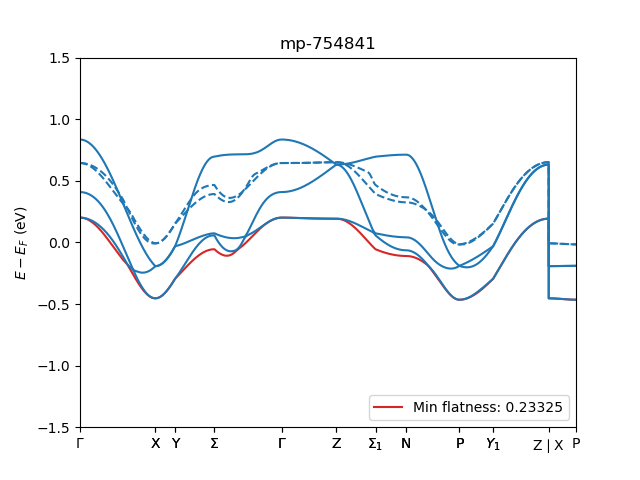 mp-754841
1.5
1.0
0.5
0.0
−0.5
−1.0
−1.5
E − E_F (eV)
Min flatness: 0.23325
Γ X Y Σ Γ Z Σ₁ N P Y₁ Z | X P